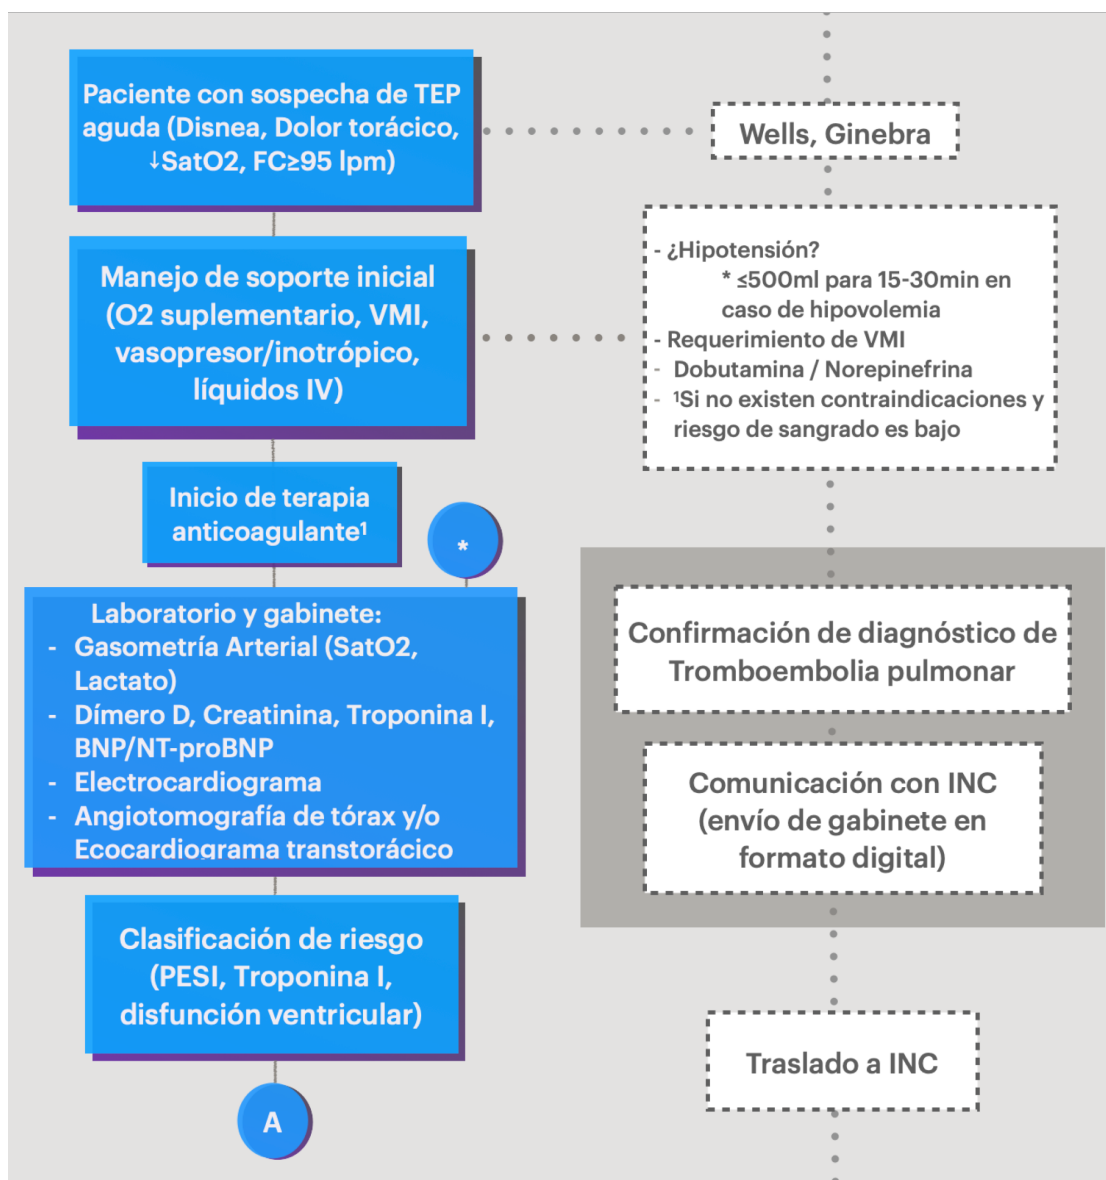 Paciente con sospecha de TEP
aguda (Disnea, Dolor torácico,
↓SatO2, FC≥95 lpm)
Wells, Ginebra
Manejo de soporte inicial
(O2 suplementario, VMI,
vasopresor/inotrópico,
líquidos IV)
- ¿Hipotensión?
* ≤500ml para 15-30min en
caso de hipovolemia
- Requerimiento de VMI
- Dobutamina / Norepinefrina
- ¹Si no existen contraindicaciones y
riesgo de sangrado es bajo
Inicio de terapia
anticoagulante¹
*
Laboratorio y gabinete:
- Gasometría Arterial (SatO2,
Lactato)
- Dímero D, Creatinina, Troponina I,
BNP/NT-proBNP
- Electrocardiograma
- Angiotomografía de tórax y/o
Ecocardiograma transtorácico
Confirmación de diagnóstico de
Tromboembolia pulmonar
Comunicación con INC
(envío de gabinete en
formato digital)
Clasificación de riesgo
(PESI, Troponina I,
disfunción ventricular)
Traslado a INC
A